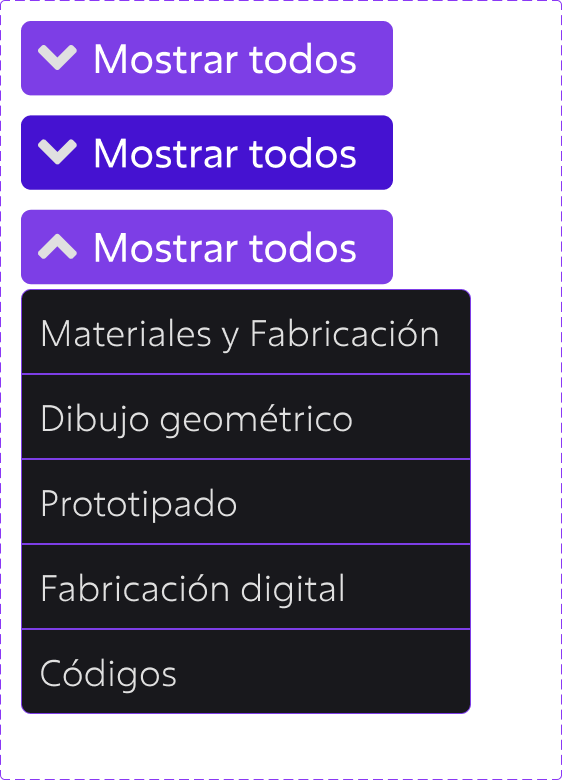 Mostrar todos
Mostrar todos
Mostrar todos
Materiales y Fabricación
Dibujo geométrico
Prototipado
Fabricación digital
Códigos